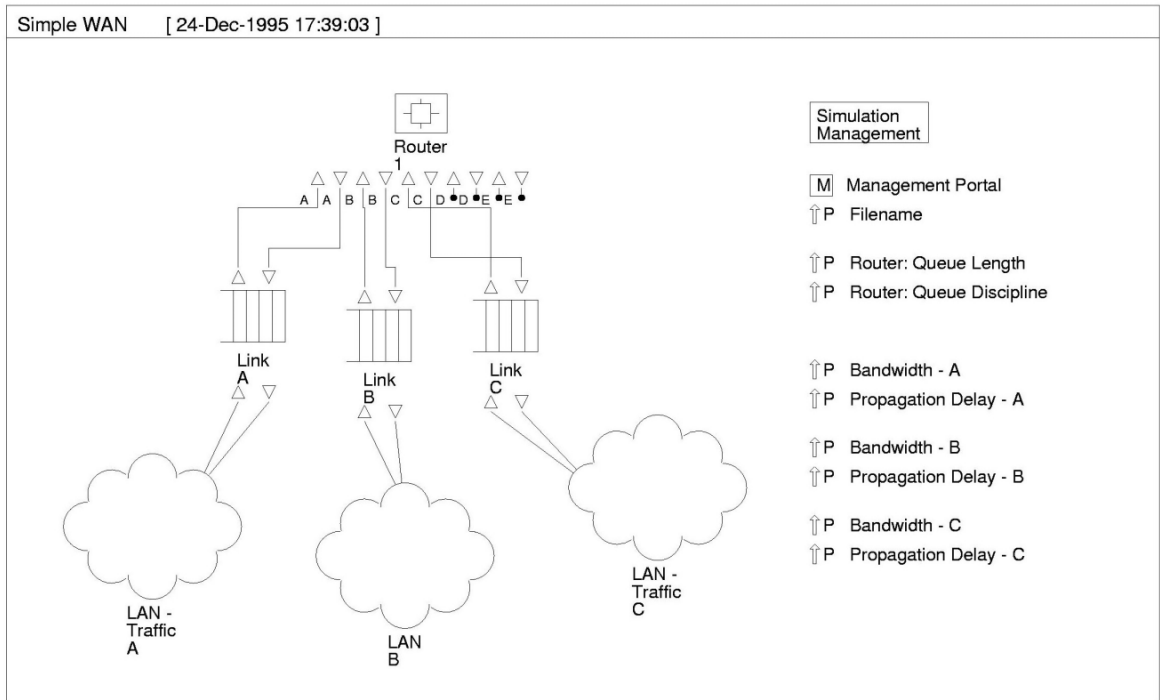 Simple WAN [ 24-Dec-1995 17:39:03 ]
Router
1
A A B B C C D D E E
Link
A
Link
B
Link
C
LAN -
Traffic
A
LAN
B
LAN -
Traffic
C
Simulation
Management
M Management Portal
⇑P Filename
⇑P Router: Queue Length
⇑P Router: Queue Discipline
⇑P Bandwidth - A
⇑P Propagation Delay - A
⇑P Bandwidth - B
⇑P Propagation Delay - B
⇑P Bandwidth - C
⇑P Propagation Delay - C